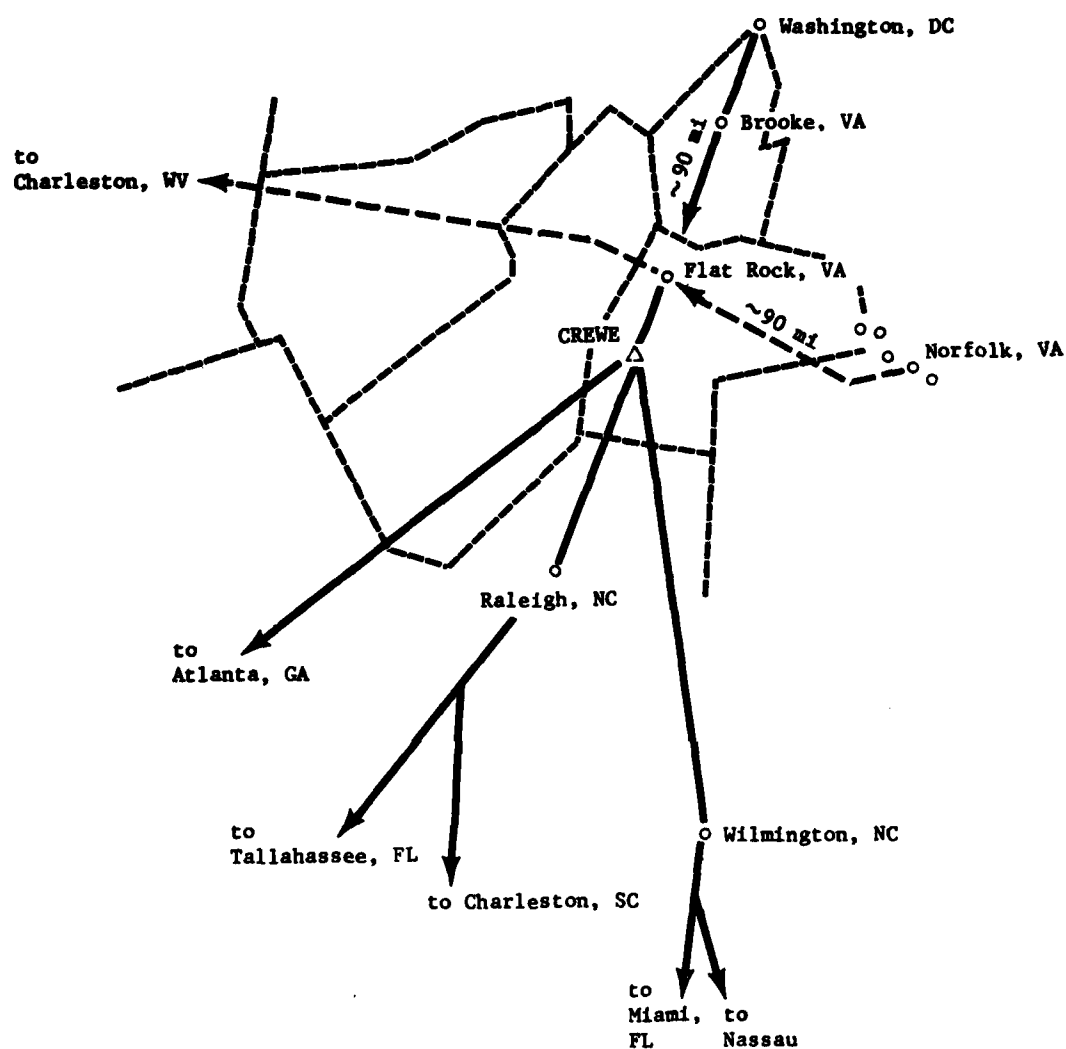 Washington, DC
Brooke, VA
~90 mi
to
Charleston, WV
Flat Rock, VA
~90 mi
CREWE
Norfolk, VA
Raleigh, NC
to
Atlanta, GA
to
Tallahassee, FL
Wilmington, NC
to Charleston, SC
to
Miami,
FL
to
Nassau